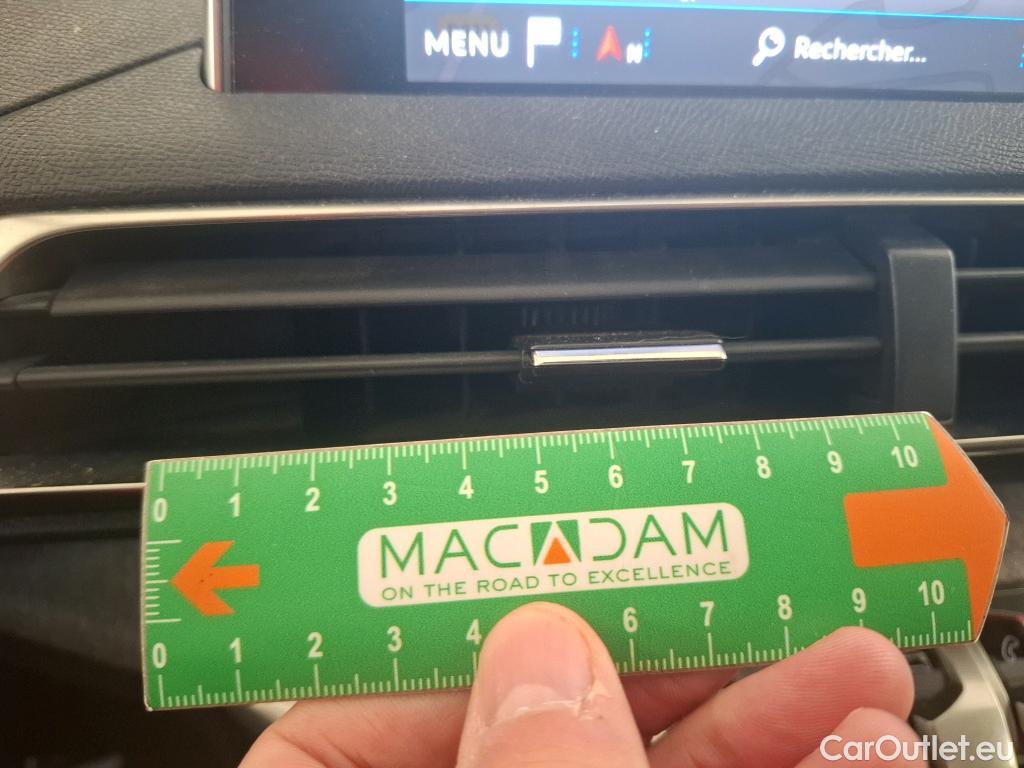 MENU N Rechercher...
0 1 2 3 4 5 6 7 8 9 10
MACADAM
ON THE ROAD TO EXCELLENCE
0 1 2 3 4 6 7 8 9 10
CarOutlet.eu